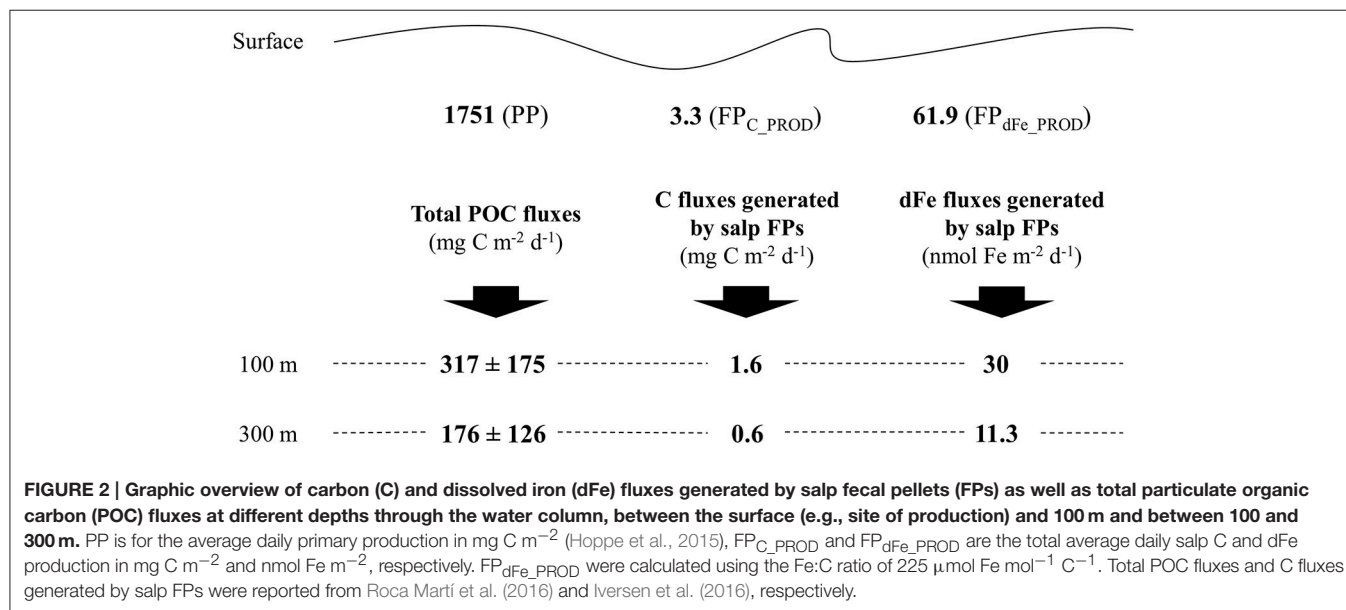 Surface
1751 (PP) 3.3 (FPC_PROD) 61.9 (FPdFe_PROD)
Total POC fluxes
(mg C m-2 d-1)
C fluxes generated
by salp FPs
(mg C m-2 d-1)
dFe fluxes generated
by salp FPs
(nmol Fe m-2 d-1)
100 m 317 ± 175 1.6 30
300 m 176 ± 126 0.6 11.3
FIGURE 2 | Graphic overview of carbon (C) and dissolved iron (dFe) fluxes generated by salp fecal pellets (FPs) as well as total particulate organic
carbon (POC) fluxes at different depths through the water column, between the surface (e.g., site of production) and 100 m and between 100 and
300 m. PP is for the average daily primary production in mg C m−2 (Hoppe et al., 2015), FPC_PROD and FPdFe_PROD are the total average daily salp C and dFe
production in mg C m−2 and nmol Fe m−2, respectively. FPdFe_PROD were calculated using the Fe:C ratio of 225 μmol Fe mol−1 C−1. Total POC fluxes and C fluxes
generated by salp FPs were reported from Roca Martí et al. (2016) and Iversen et al. (2016), respectively.